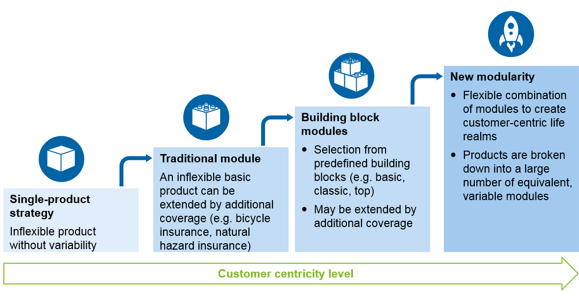 Single-product
strategy
Inflexible product
without variability
Traditional module
An inflexible basic
product can be
extended by additional
coverage (e.g. bicycle
insurance, natural
hazard insurance)
Building block
modules
• Selection from
predefined building
blocks (e.g. basic,
classic, top)
• May be extended by
additional coverage
New modularity
• Flexible combination
of modules to create
customer-centric life
realms
• Products are broken
down into a large
number of equivalent,
variable modules
Customer centricity level